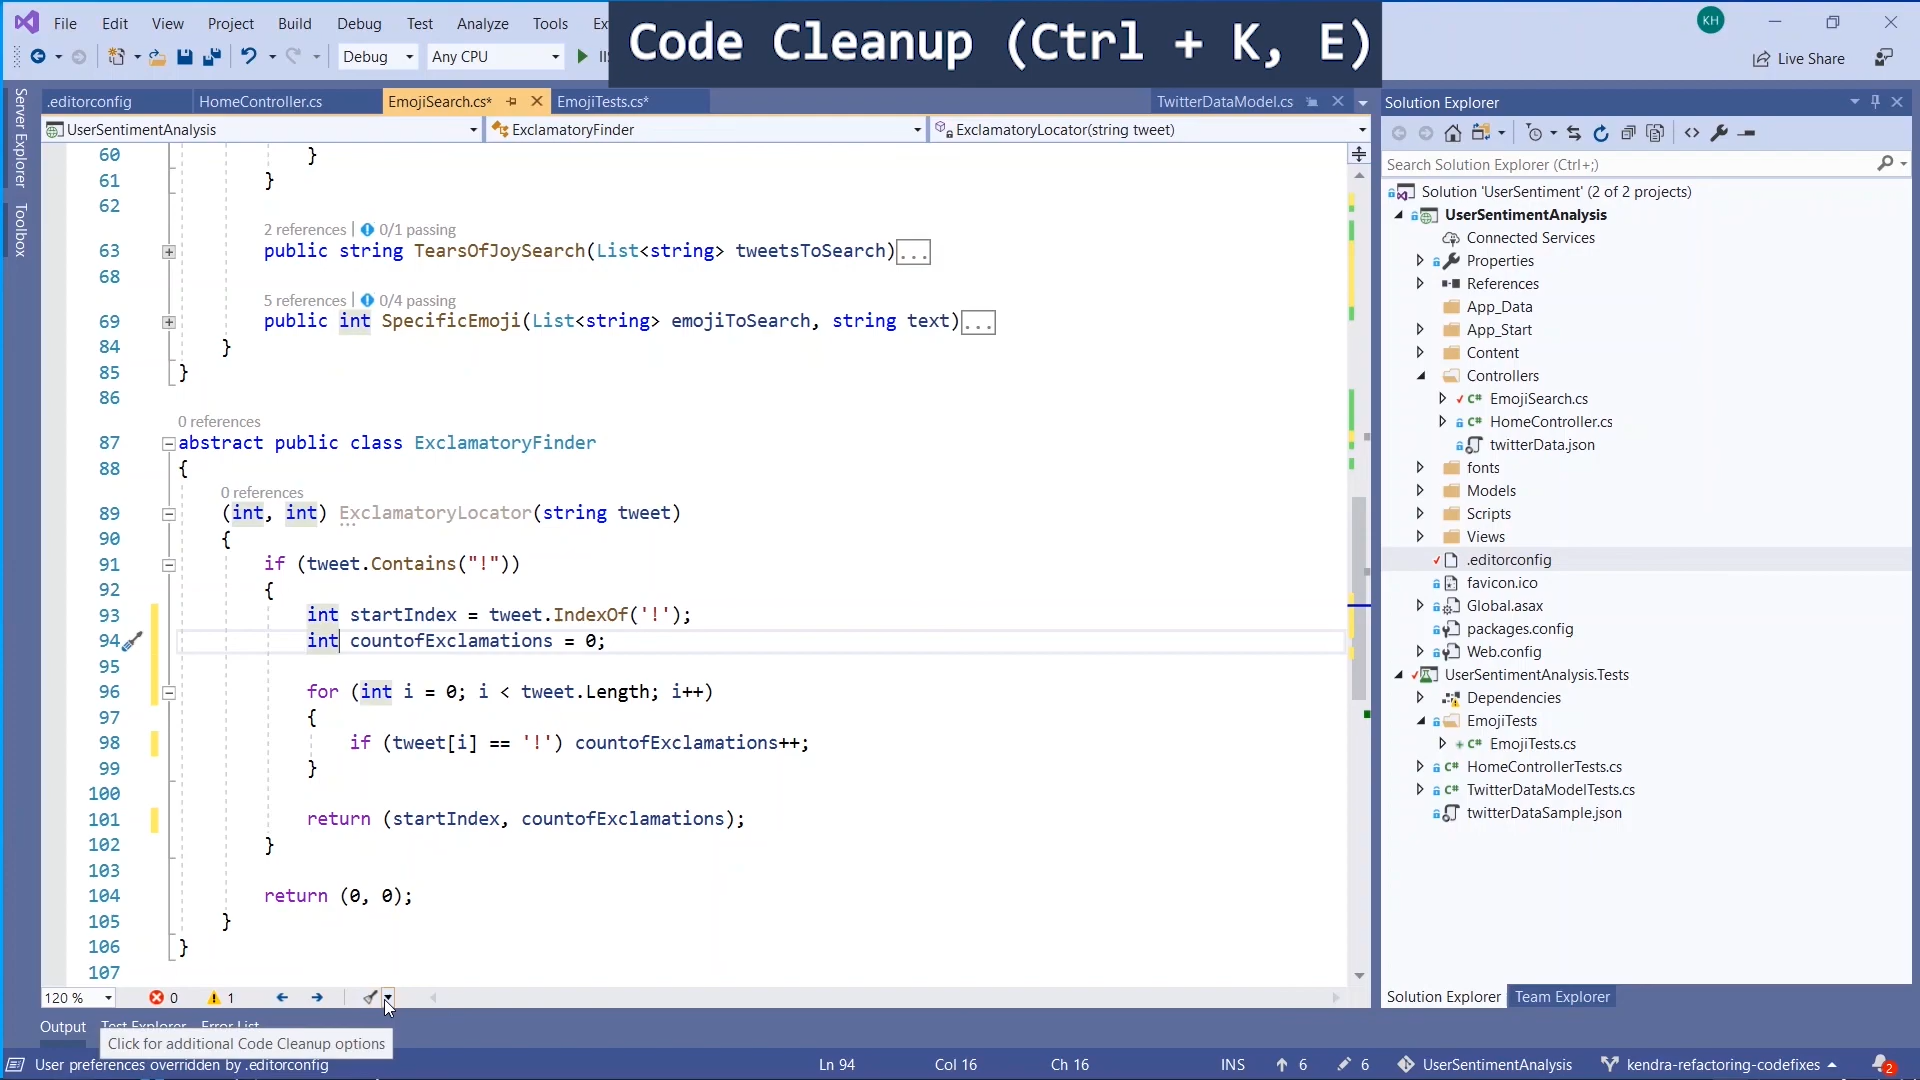 File Edit View Project Build Debug Test Analyze Tools
Code Cleanup (Ctrl + K, E)
KH
Debug Any CPU
Live Share
.editorconfig HomeController.cs EmojiSearch.cs* EmojiTests.cs* TwitterDataModel.cs
UserSentimentAnalysis ExclamatoryFinder ExclamatoryLocator(string tweet)
Server Explorer
Toolbox
60 }
61 }
62
2 references | 0/1 passing
63 public string TearsOfJoySearch(List<string> tweetsToSearch)...
68
5 references | 0/4 passing
69 public int SpecificEmoji(List<string> emojiToSearch, string text)...
84 }
85 }
86
0 references
87 abstract public class ExclamatoryFinder
88 {
0 references
89 (int, int) ExclamatoryLocator(string tweet)
90 {
91 if (tweet.Contains("!"))
92 {
93 int startIndex = tweet.IndexOf('!');
94 int countofExclamations = 0;
95
96 for (int i = 0; i < tweet.Length; i++)
97 {
98 if (tweet[i] == '!') countofExclamations++;
99 }
100
101 return (startIndex, countofExclamations);
102 }
103
104 return (0, 0);
105 }
106 }
107
120 % 0 1
Output Test Explorer Error List
Click for additional Code Cleanup options
Solution Explorer
Search Solution Explorer (Ctrl+;)
Solution 'UserSentiment' (2 of 2 projects)
UserSentimentAnalysis
Connected Services
Properties
References
App_Data
App_Start
Content
Controllers
C# EmojiSearch.cs
C# HomeController.cs
twitterData.json
fonts
Models
Scripts
Views
.editorconfig
favicon.ico
Global.asax
packages.config
Web.config
UserSentimentAnalysis.Tests
Dependencies
EmojiTests
C# EmojiTests.cs
C# HomeControllerTests.cs
C# TwitterDataModelTests.cs
twitterDataSample.json
Solution Explorer Team Explorer
User preferences overridden by .editorconfig Ln 94 Col 16 Ch 16 INS 6 6 UserSentimentAnalysis kendra-refactoring-codefixes 2